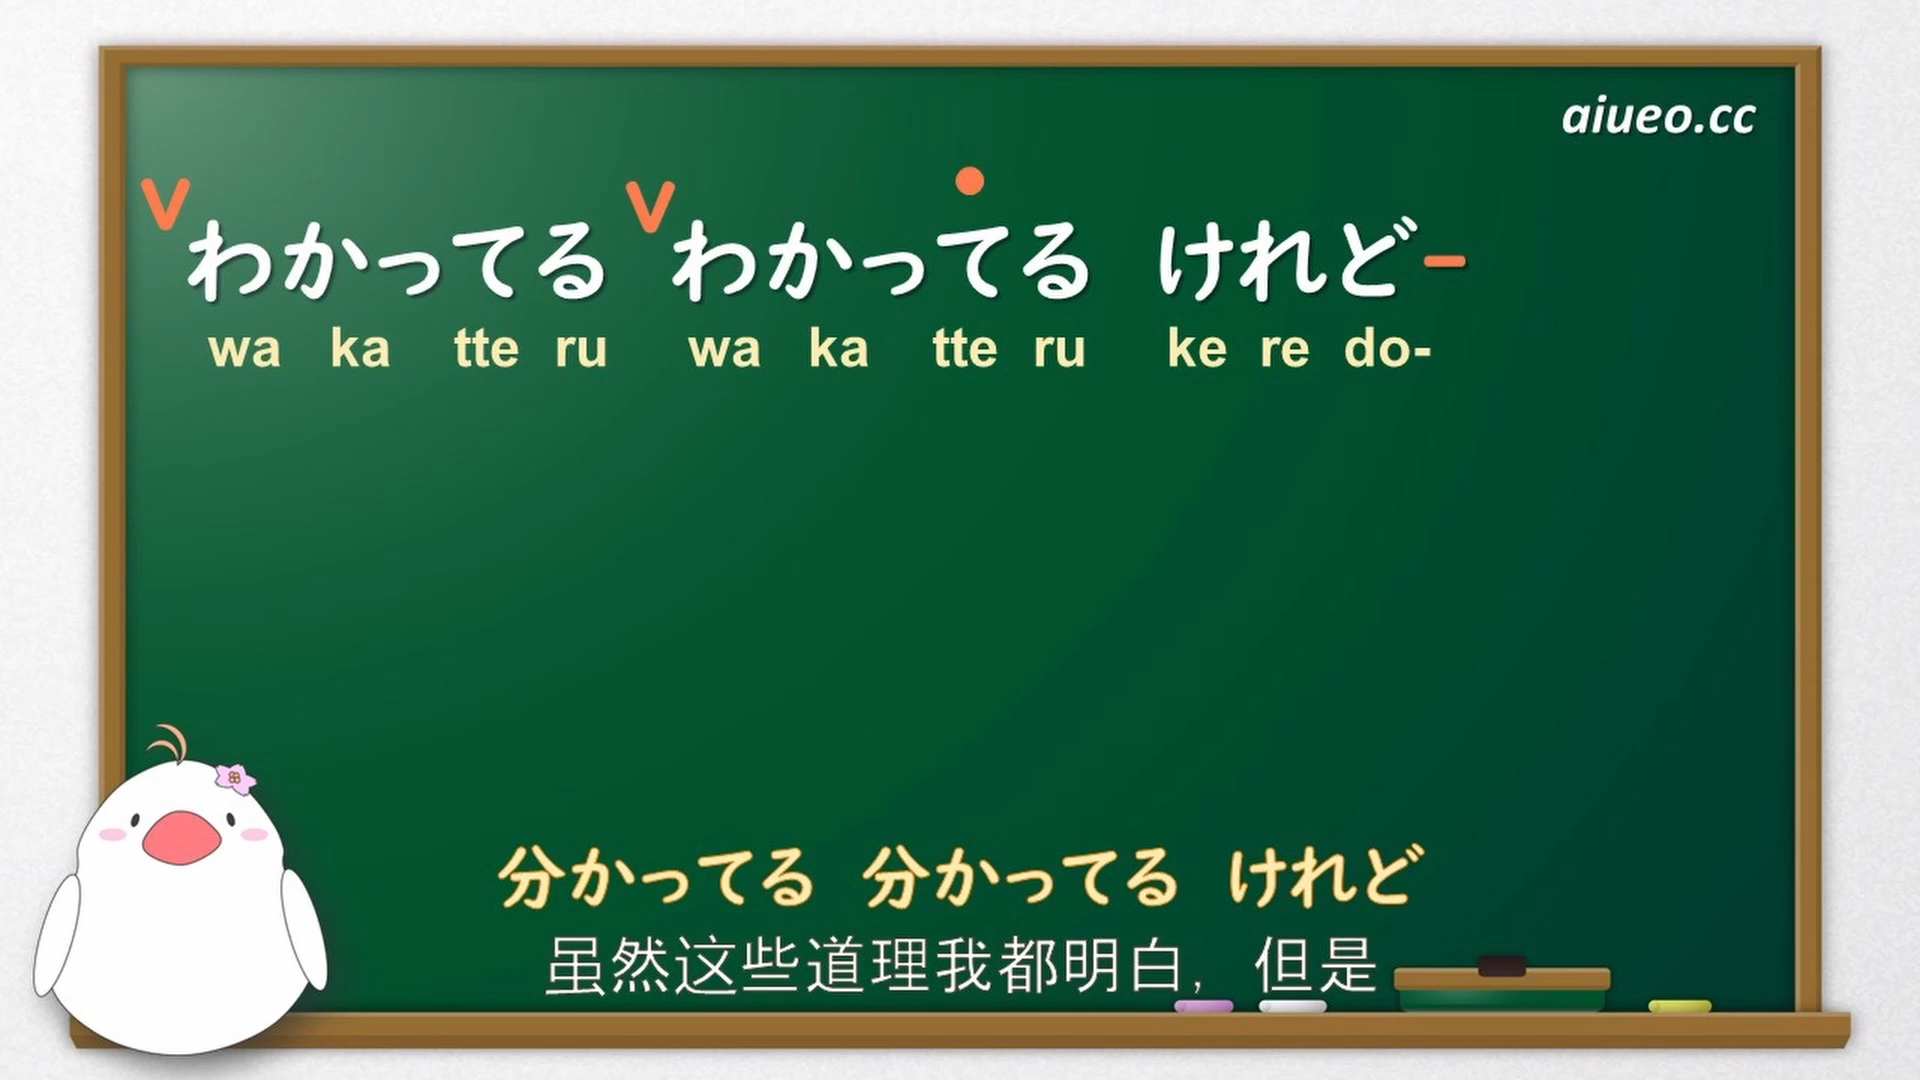 aiueo.cc
V わかってる V わかってる けれど-
wa ka tte ru wa ka tte ru ke re do-
分かってる 分かってる けれど
虽然这些道理我都明白，但是